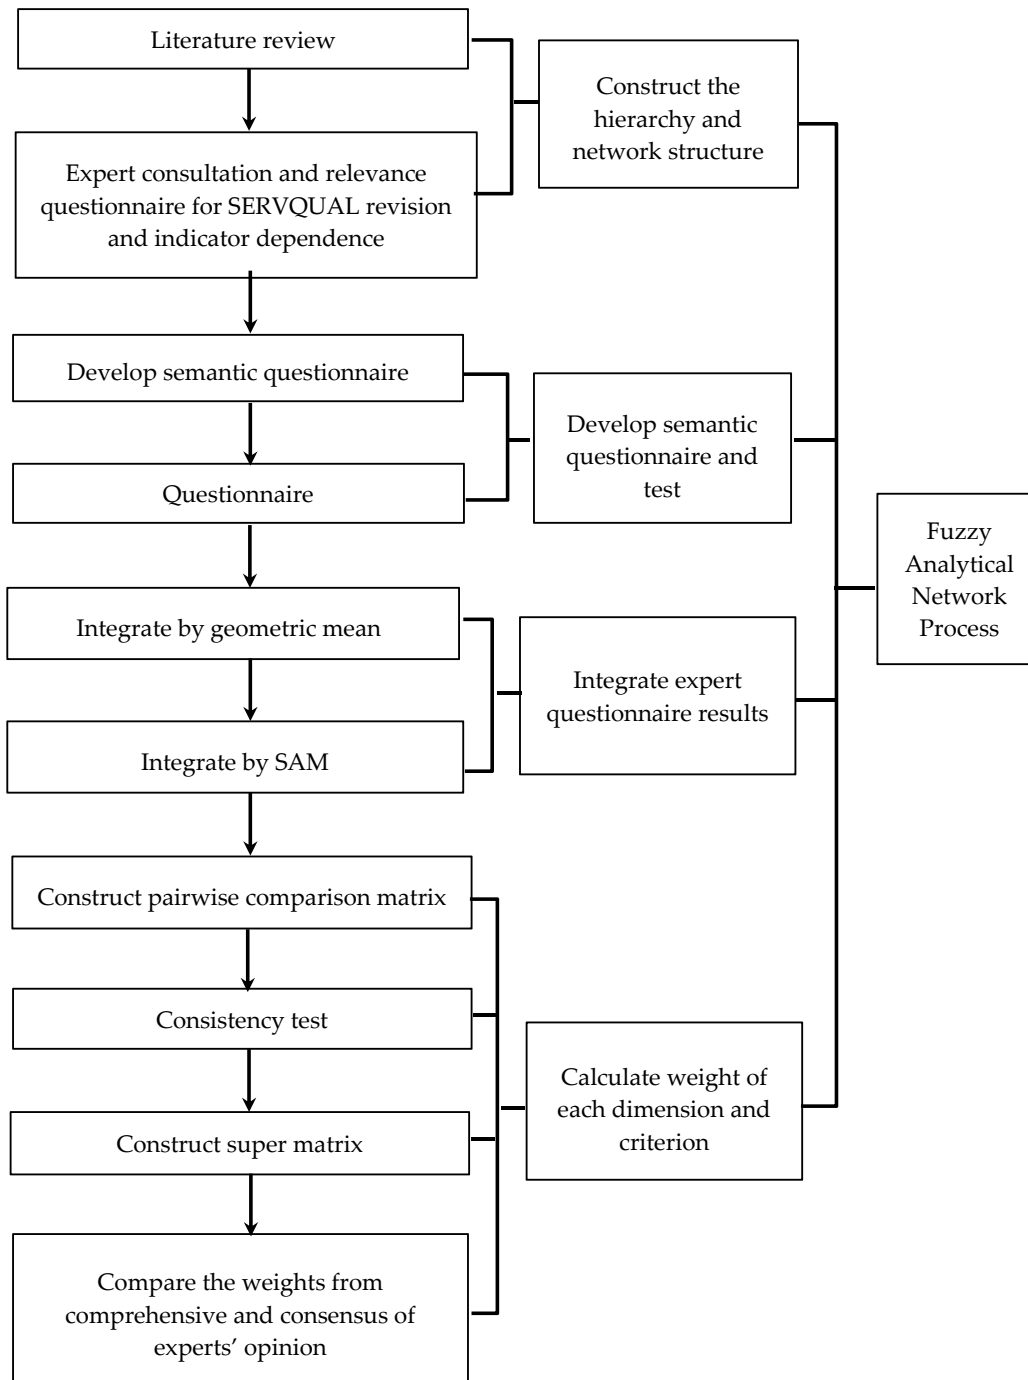 Literature review
Construct the
hierarchy and
network structure
Expert consultation and relevance
questionnaire for SERVQUAL revision
and indicator dependence
Develop semantic questionnaire
Develop semantic
questionnaire and
test
Questionnaire
Fuzzy
Analytical
Network
Process
Integrate by geometric mean
Integrate expert
questionnaire results
Integrate by SAM
Construct pairwise comparison matrix
Consistency test
Calculate weight of
each dimension and
criterion
Construct super matrix
Compare the weights from
comprehensive and consensus of
experts’ opinion